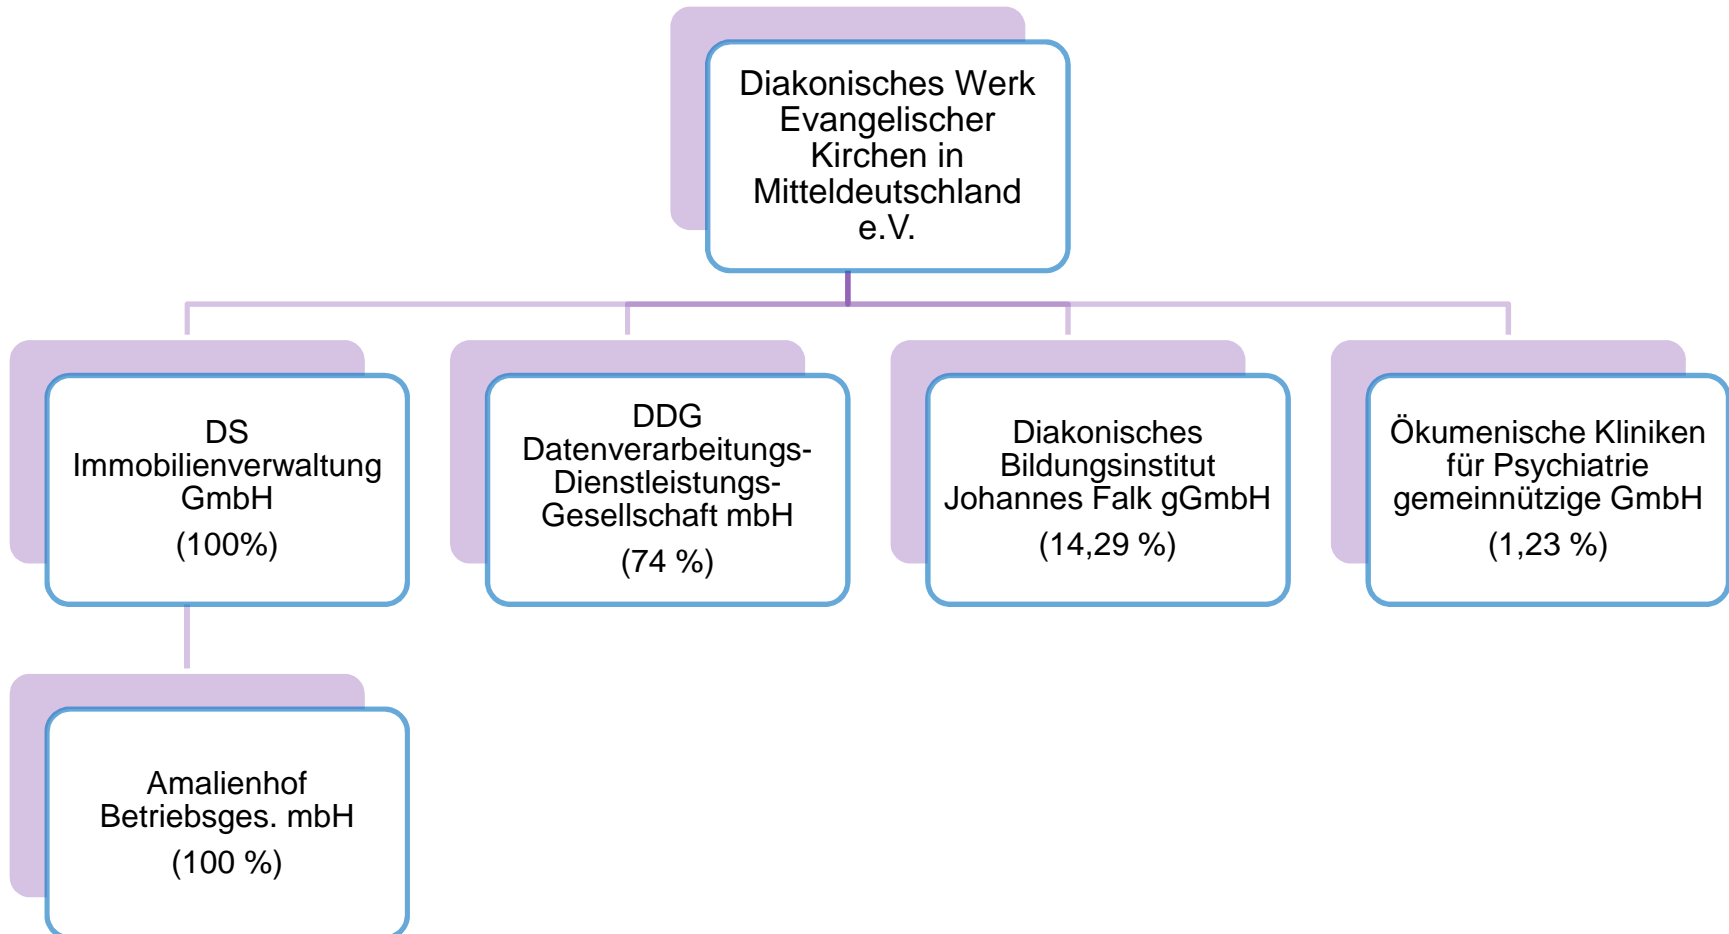 Diakonisches Werk
Evangelischer
Kirchen in
Mitteldeutschland
e.V.
DS
Immobilienverwaltung
GmbH
(100%)
DDG
Datenverarbeitungs-
Dienstleistungs-
Gesellschaft mbH
(74 %)
Diakonisches
Bildungsinstitut
Johannes Falk gGmbH
(14,29 %)
Ökumenische Kliniken
für Psychiatrie
gemeinnützige GmbH
(1,23 %)
Amalienhof
Betriebsges. mbH
(100 %)